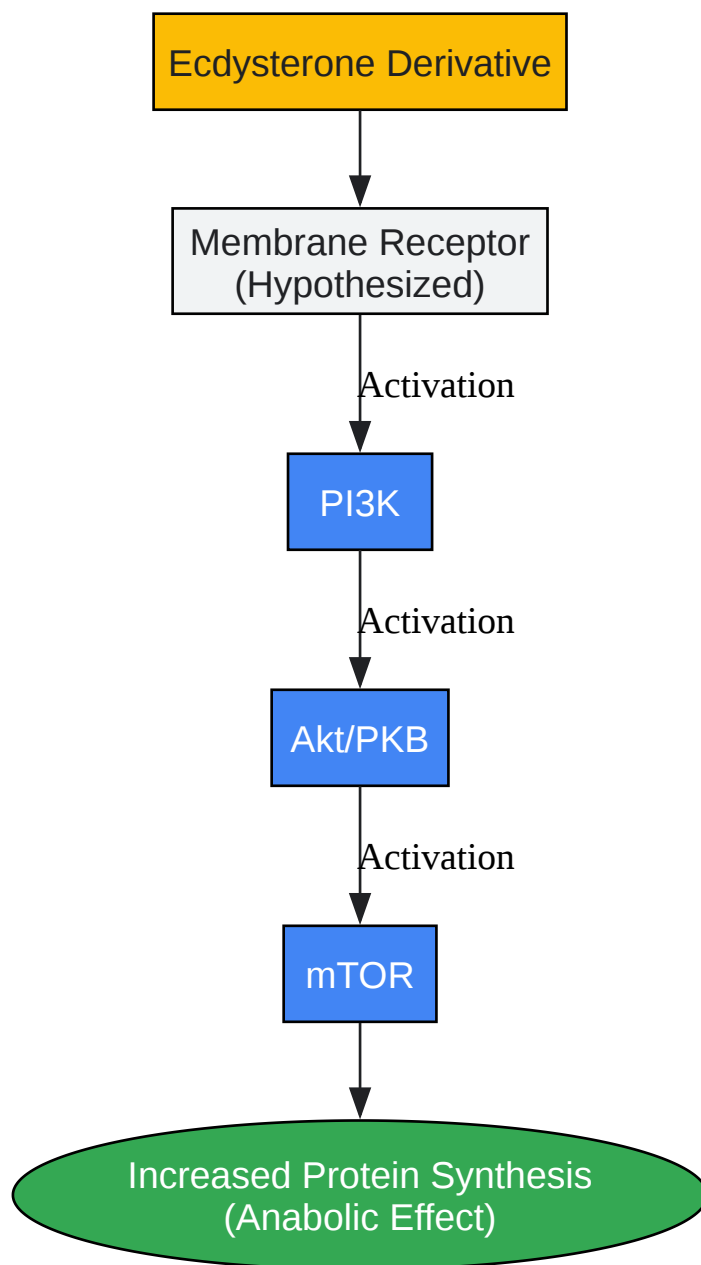 Ecdysterone Derivative
Membrane Receptor
(Hypothesized)
Activation
PI3K
Activation
Akt/PKB
Activation
mTOR
Increased Protein Synthesis
(Anabolic Effect)